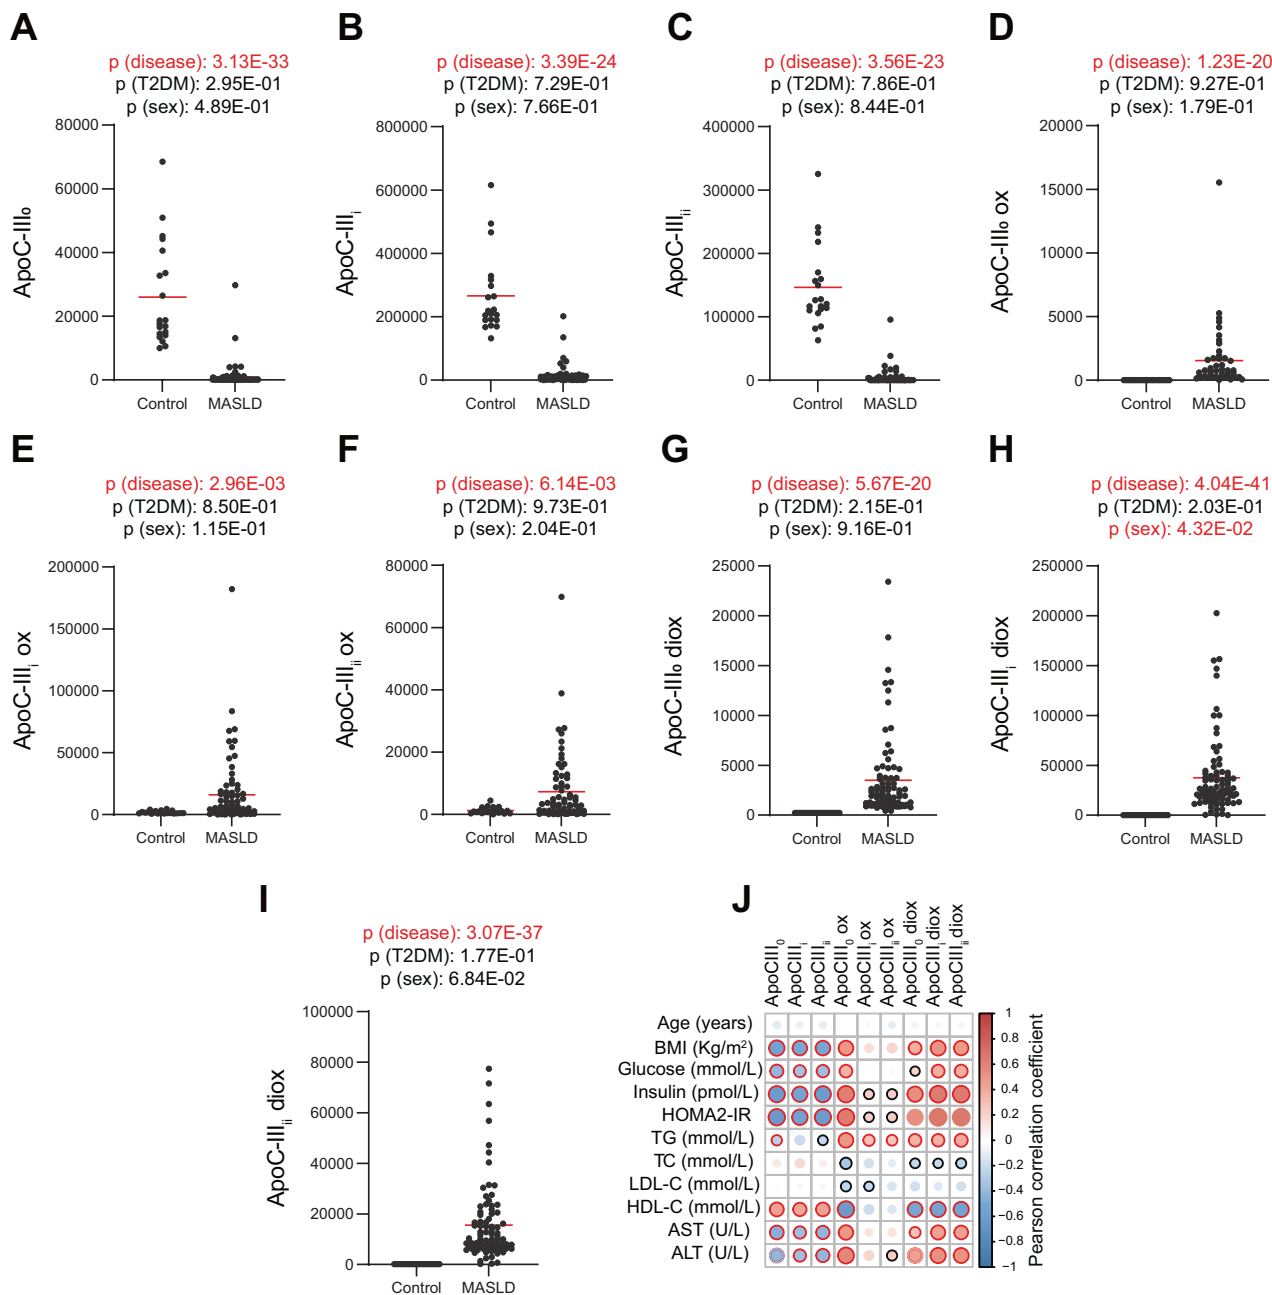 A
p (disease): 3.13E-33
p (T2DM): 2.95E-01
p (sex): 4.89E-01
ApoC-III₀
80000
60000
40000
20000
0
Control
MASLD
B
p (disease): 3.39E-24
p (T2DM): 7.29E-01
p (sex): 7.66E-01
ApoC-IIIᵢ
800000
600000
400000
200000
0
Control
MASLD
C
p (disease): 3.56E-23
p (T2DM): 7.86E-01
p (sex): 8.44E-01
ApoC-IIIᵢᵢ
400000
300000
200000
100000
0
Control
MASLD
D
p (disease): 1.23E-20
p (T2DM): 9.27E-01
p (sex): 1.79E-01
ApoC-III₀ ox
20000
15000
10000
5000
0
Control
MASLD
E
p (disease): 2.96E-03
p (T2DM): 8.50E-01
p (sex): 1.15E-01
ApoC-IIIᵢ ox
200000
150000
100000
50000
0
Control
MASLD
F
p (disease): 6.14E-03
p (T2DM): 9.73E-01
p (sex): 2.04E-01
ApoC-IIIᵢᵢ ox
80000
60000
40000
20000
0
Control
MASLD
G
p (disease): 5.67E-20
p (T2DM): 2.15E-01
p (sex): 9.16E-01
ApoC-III₀ diox
25000
20000
15000
10000
5000
0
Control
MASLD
H
p (disease): 4.04E-41
p (T2DM): 2.03E-01
p (sex): 4.32E-02
ApoC-IIIᵢ diox
250000
200000
150000
100000
50000
0
Control
MASLD
I
p (disease): 3.07E-37
p (T2DM): 1.77E-01
p (sex): 6.84E-02
ApoC-IIIᵢᵢ diox
100000
80000
60000
40000
20000
0
Control
MASLD
J
ApoCIII₀
ApoCIIIᵢ
ApoCIIIᵢᵢ
ApoCIII₀ ox
ApoCIIIᵢ ox
ApoCIIIᵢᵢ ox
ApoCIII₀ diox
ApoCIIIᵢ diox
ApoCIIIᵢᵢ diox
Age (years)
BMI (Kg/m²)
Glucose (mmol/L)
Insulin (pmol/L)
HOMA2-IR
TG (mmol/L)
TC (mmol/L)
LDL-C (mmol/L)
HDL-C (mmol/L)
AST (U/L)
ALT (U/L)
1
0.8
0.6
0.4
0.2
0
−0.2
−0.4
−0.6
−0.8
−1
Pearson correlation coefficient